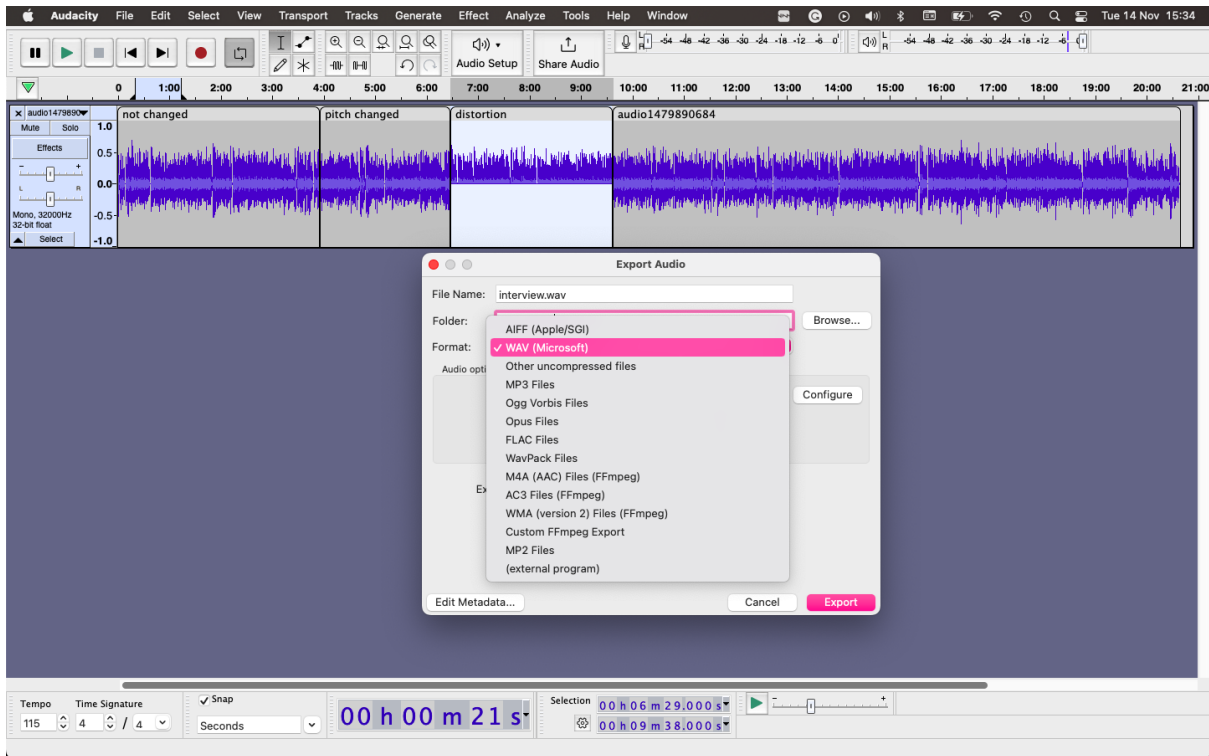 Audacity File Edit Select View Transport Tracks Generate Effect Analyze Tools Help Window Tue 14 Nov 15:34
-54 -48 -42 -36 -30 -24 -18 -12 -6 0
L R -54 -48 -42 -36 -30 -24 -18 -12 -6
Audio Setup Share Audio
0 1:00 2:00 3:00 4:00 5:00 6:00 7:00 8:00 9:00 10:00 11:00 12:00 13:00 14:00 15:00 16:00 17:00 18:00 19:00 20:00 21:00
audio1479890 not changed pitch changed distortion audio1479890684
Mute Solo 1.0
Effects 0.5
- +
L R 0.0
Mono, 32000Hz -0.5
32-bit float
Select -1.0
Export Audio
File Name: interview.wav
Folder: Browse...
AIFF (Apple/SGI)
Format: WAV (Microsoft)
Audio opti Other uncompressed files
MP3 Files
Configure
Ogg Vorbis Files
Opus Files
FLAC Files
WavPack Files
M4A (AAC) Files (FFmpeg)
Ex AC3 Files (FFmpeg)
WMA (version 2) Files (FFmpeg)
Custom FFmpeg Export
MP2 Files
(external program)
Edit Metadata... Cancel Export
Tempo Time Signature Snap Selection 00 h 06 m 29.000 s
115 4 / 4 Seconds 00 h 00 m 21 s 00 h 09 m 38.000 s